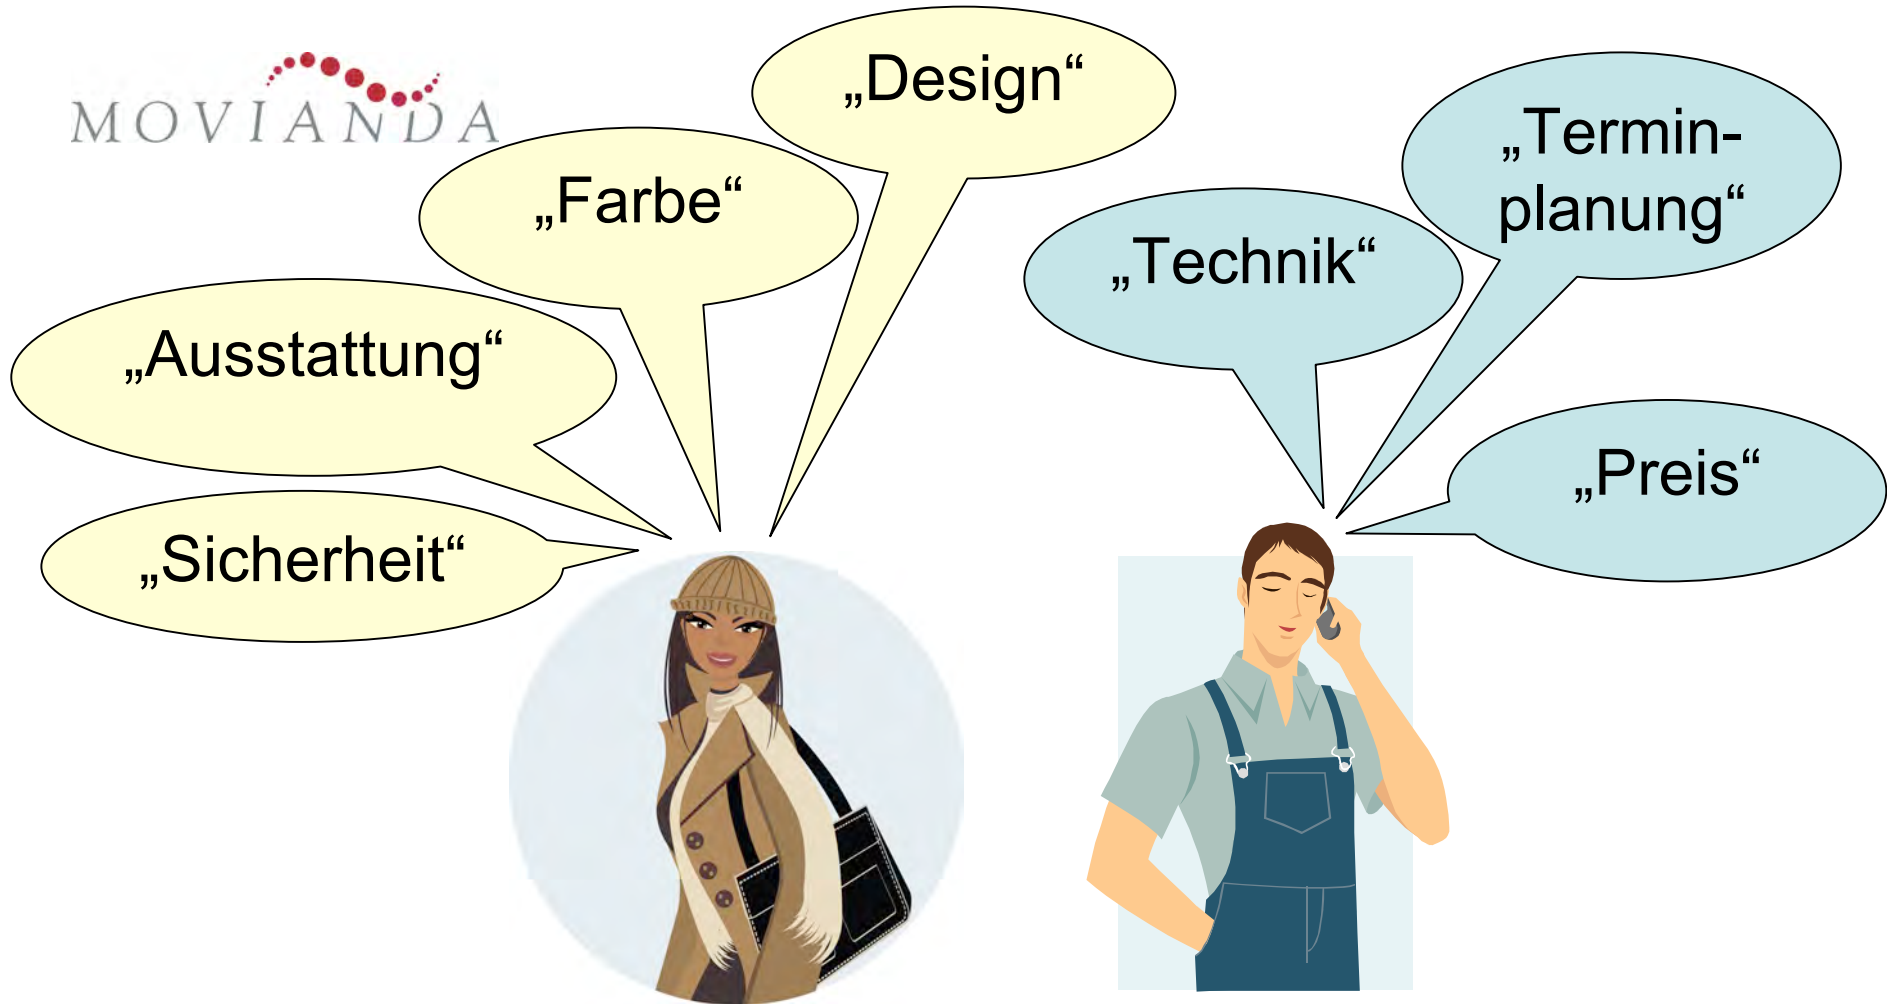 MOVIANDA
„Design“
„Farbe“
„Ausstattung“
„Sicherheit“
„Termin-
planung“
„Technik“
„Preis“